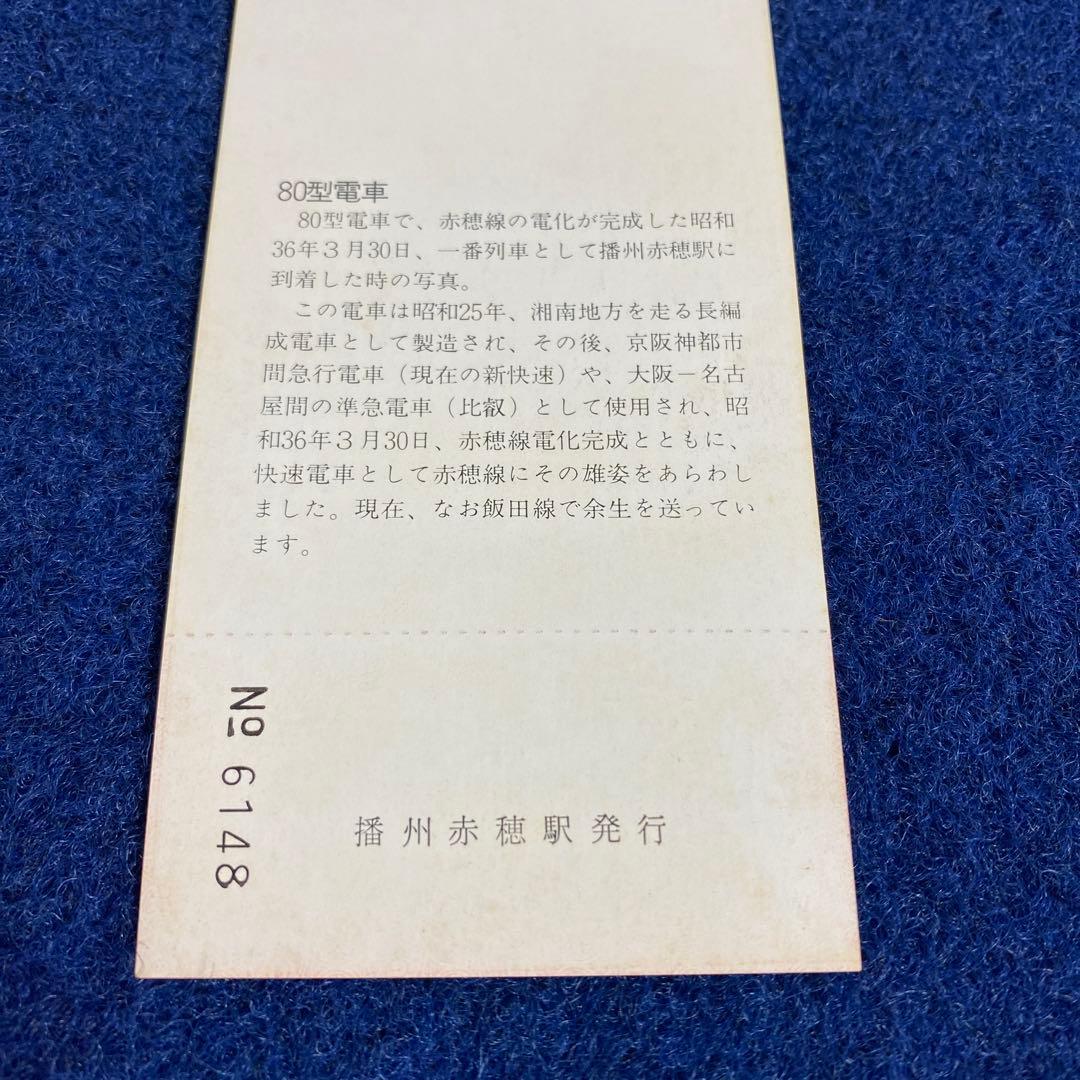 80型電車
80型電車で、赤穂線の電化が完成した昭和
36年3月30日、一番列車として播州赤穂駅に
到着した時の写真。
この電車は昭和25年、湘南地方を走る長編
成電車として製造され、その後、京阪神都市
間急行電車（現在の新快速）や、大阪－名古
屋間の準急電車（比叡）として使用され、昭
和36年3月30日、赤穂線電化完成とともに、
快速電車として赤穂線にその雄姿をあらわし
ました。現在、なお飯田線で余生を送ってい
ます。
№ 6148
播州赤穂駅発行